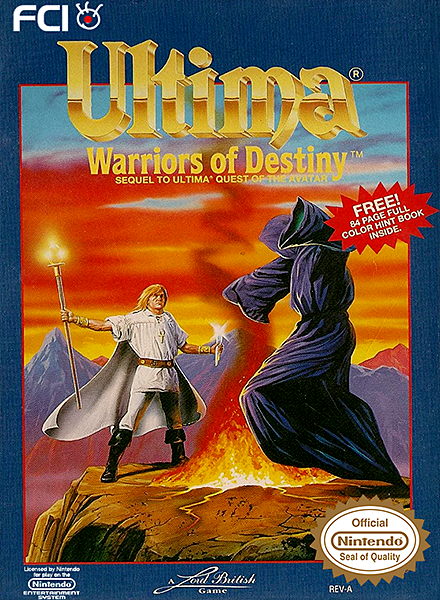 FCI
Ultima®
Warriors of Destiny™
SEQUEL TO ULTIMA® QUEST OF THE AVATAR
FREE!
84 PAGE FULL
COLOR HINT BOOK
INSIDE.
Official
Nintendo
Seal of Quality
Licensed by Nintendo
for play on the
Nintendo
ENTERTAINMENT
SYSTEM
A Lord British
Game
REV-A